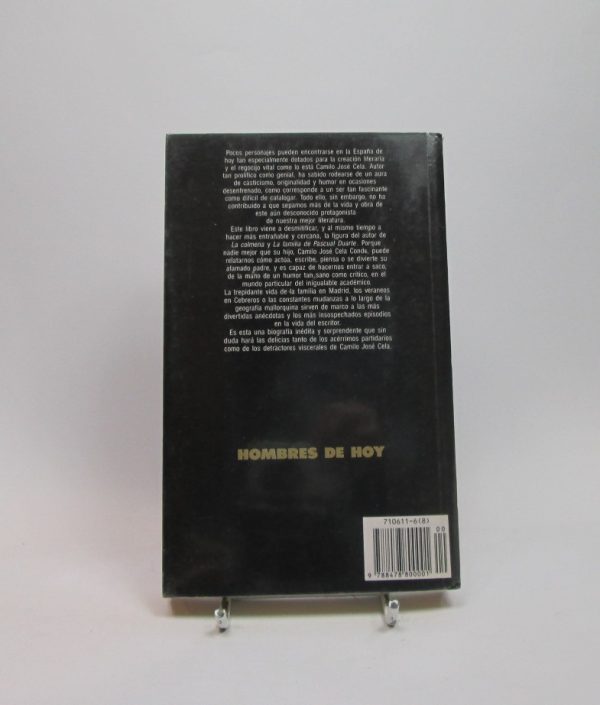 Pocos personajes pueden encontrarse en la España de
hoy tan especialmente dotados para la creación literaria
y el regocijo vital como lo está Camilo José Cela. Autor
tan prolífico como genial, ha sabido rodearse de un aura
de casticismo, originalidad y humor en ocasiones
desenfrenado, como corresponde a un ser tan fascinante
como difícil de catalogar. Todo ello, sin embargo, no ha
contribuido a que sepamos más de la vida y obra de
este aún desconocido protagonista
de nuestra mejor literatura.
Este libro viene a desmitificar, y al mismo tiempo a
hacer más entrañable y cercano, la figura del autor de
La colmena y La familia de Pascual Duarte. Porque
nadie mejor que su hijo, Camilo José Cela Conde, puede
relatarnos cómo actúa, escribe, piensa o se divierte su
afamado padre, y es capaz de hacernos entrar a saco,
de la mano de un humor tan sano como crítico, en el
mundo particular del inigualable académico.
La trepidante vida de la familia en Madrid, los veraneos
en Cebreros o las constantes mudanzas a lo largo de la
geografía mallorquina sirven de marco a las más
divertidas anécdotas y los más insospechados episodios
en la vida del escritor.
Es esta una biografía inédita y sorprendente que sin
duda hará las delicias tanto de los acérrimos partidarios
como de los detractores viscerales de Camilo José Cela.
HOMBRES DE HOY
710611-6(8)
00
9 788478 800001